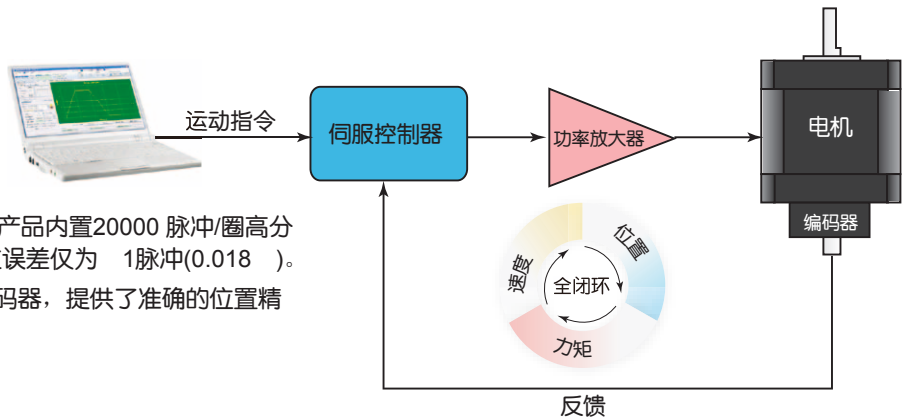 运动指令
伺服控制器
功率放大器
电机
编码器
产品内置20000 脉冲/圈高分
误差仅为 1脉冲(0.018 )。
码器，提供了准确的位置精
速度
位置
全闭环
力矩
反馈